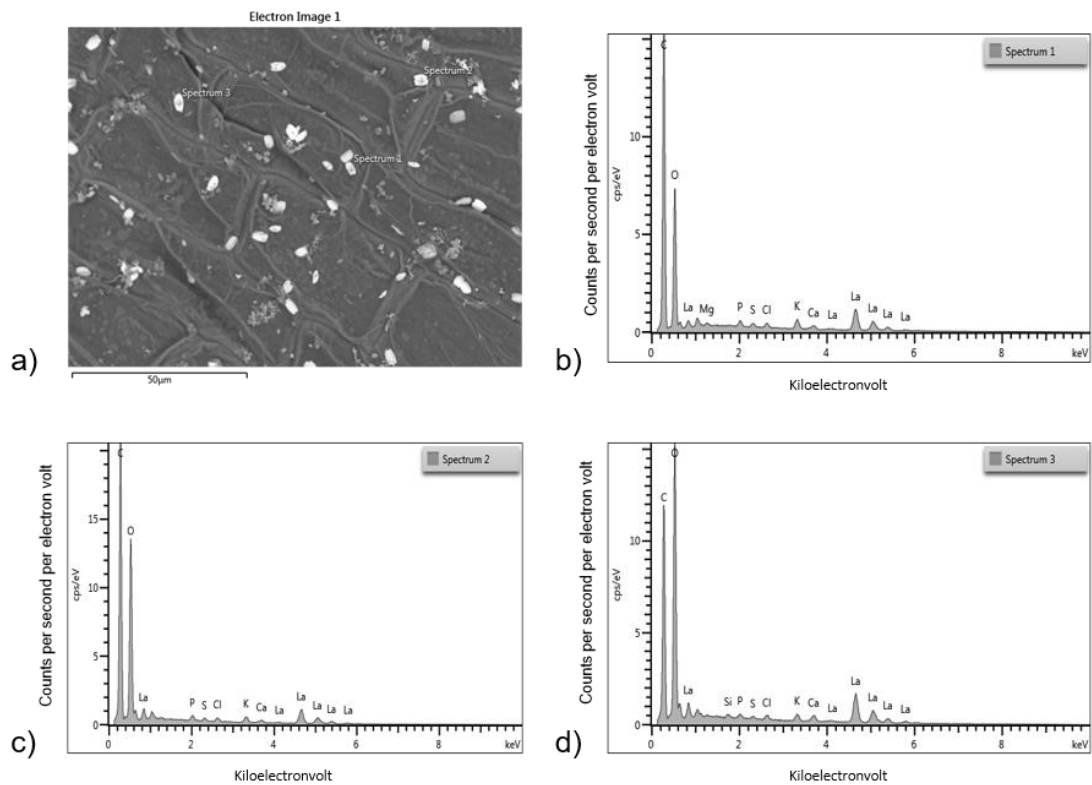 Electron Image 1
Spectrum 2
Spectrum 3
Spectrum 1
50µm
a)
Counts per second per electron volt
cps/eV
Spectrum 1
C
O
La Mg P S Cl K Ca La La La La La
5
10
0 2 4 6 8 keV
Kiloelectronvolt
b)
Counts per second per electron volt
cps/eV
Spectrum 2
C
O
La P S Cl K Ca La La La La La
0
5
10
15
0 2 4 6 8 keV
Kiloelectronvolt
c)
Counts per second per electron volt
cps/eV
Spectrum 3
O
C
La Si P S Cl K Ca La La La La La
0
5
10
0 2 4 6 8 keV
Kiloelectronvolt
d)